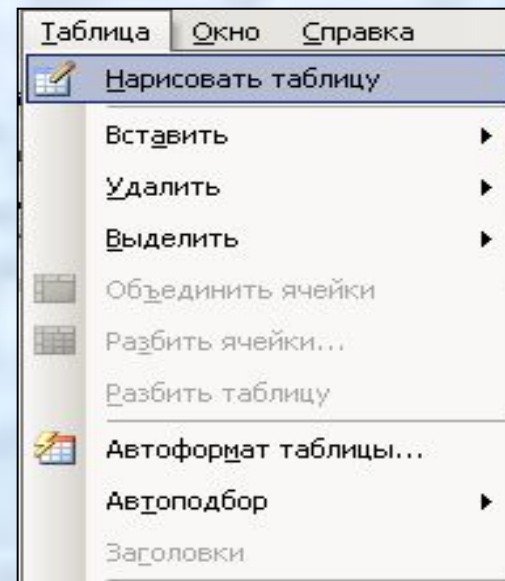 Таблица Окно Справка
Нарисовать таблицу
Вставить
Удалить
Выделить
Объединить ячейки
Разбить ячейки...
Разбить таблицу
Автоформат таблицы...
Автоподбор
Заголовки